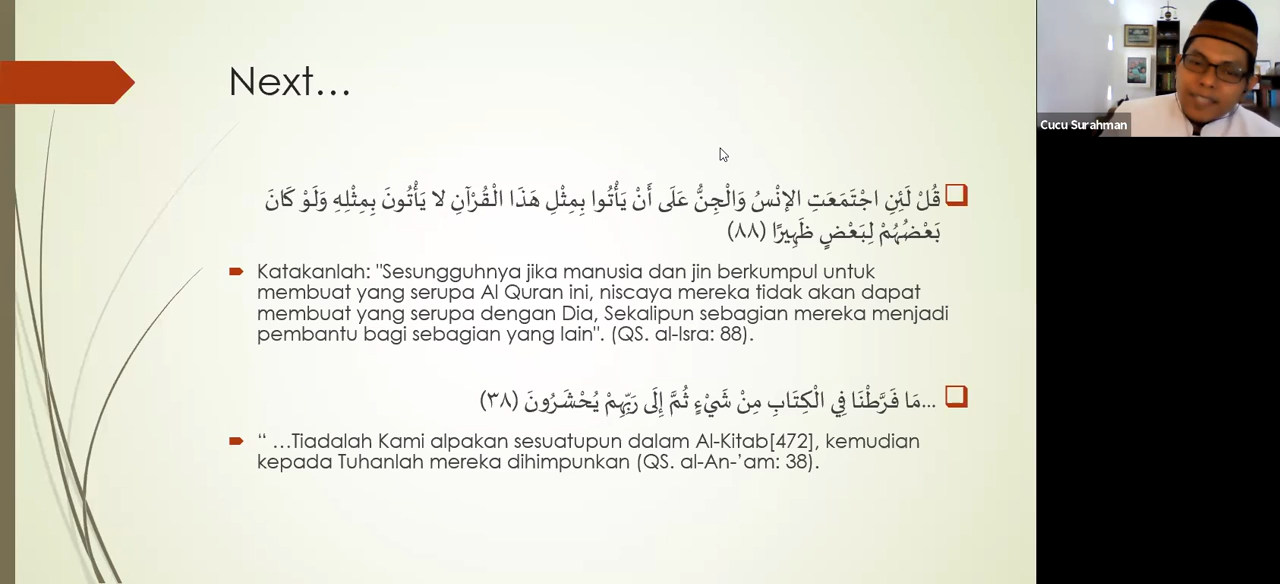 Next...
قُلْ لَئِنِ اجْتَمَعَتِ الإنْسُ وَالْجِنُّ عَلَى أَنْ يَأْتُوا بِمِثْلِ هَذَا الْقُرْآنِ لا يَأْتُونَ بِمِثْلِهِ وَلَوْ كَانَ
بَعْضُهُمْ لِبَعْضٍ ظَهِيرًا (٨٨)
Katakanlah: "Sesungguhnya jika manusia dan jin berkumpul untuk
membuat yang serupa Al Quran ini, niscaya mereka tidak akan dapat
membuat yang serupa dengan Dia, Sekalipun sebagian mereka menjadi
pembantu bagi sebagian yang lain". (QS. al-Isra: 88).
...مَا فَرَّطْنَا فِي الْكِتَابِ مِنْ شَيْءٍ ثُمَّ إِلَى رَبِّهِمْ يُحْشَرُونَ (٣٨)
“ ...Tiadalah Kami alpakan sesuatupun dalam Al-Kitab[472], kemudian
kepada Tuhanlah mereka dihimpunkan (QS. al-An-’am: 38).
Cucu Surahman